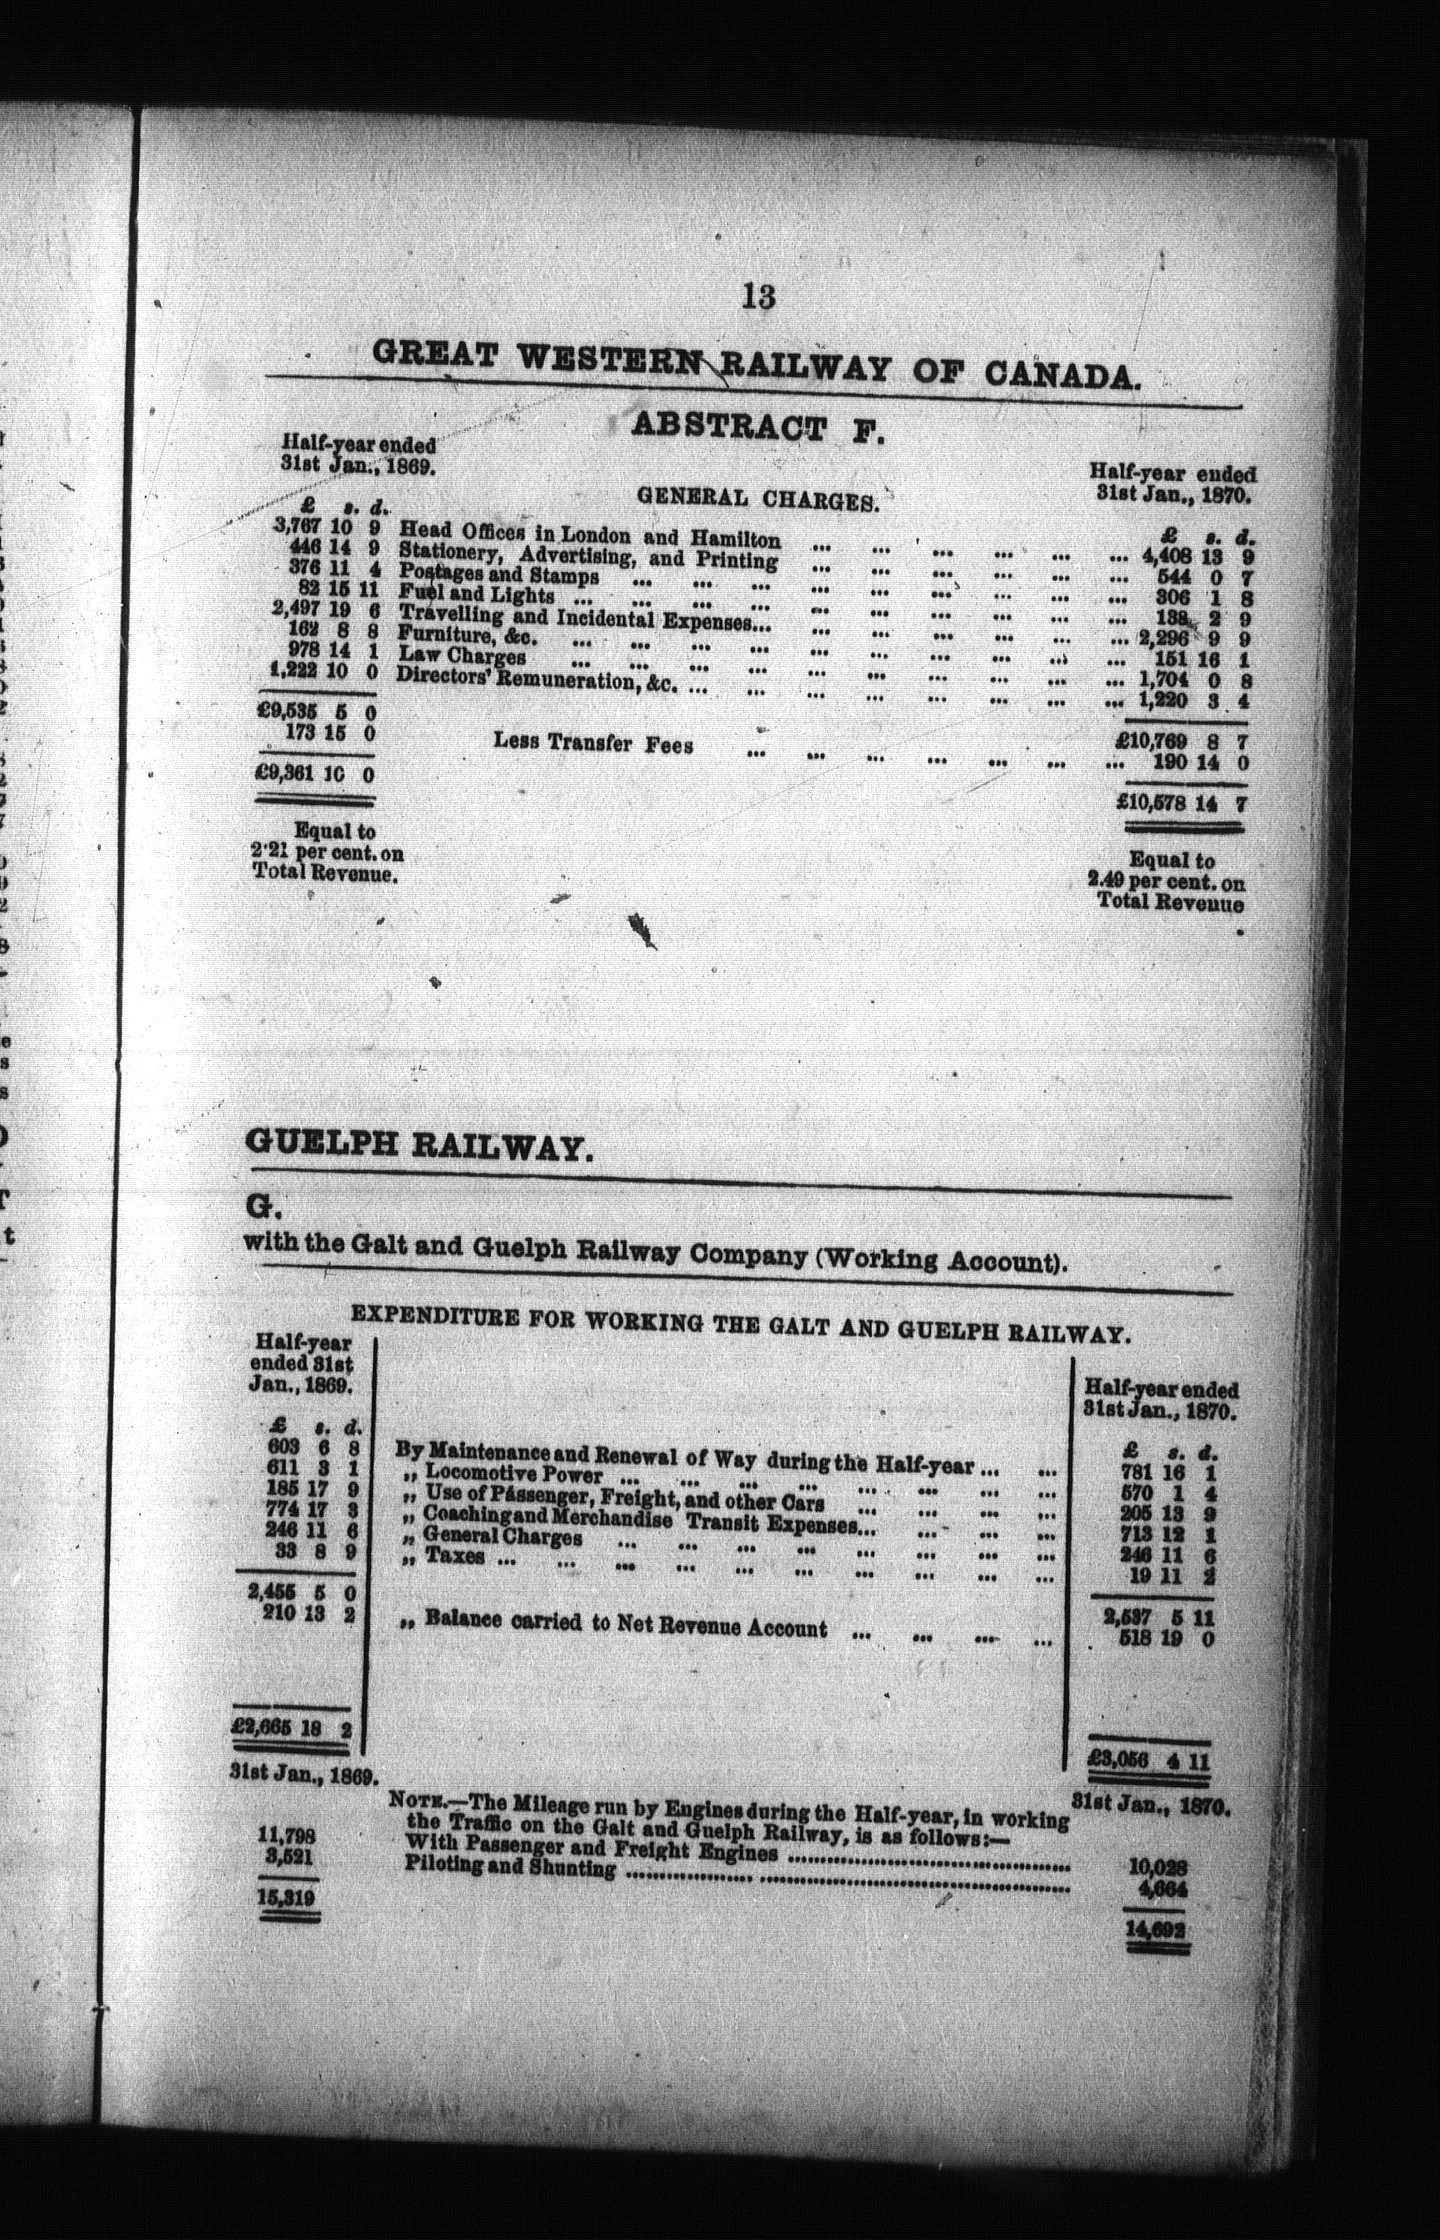 13
GREAT WESTERN RAILWAY OF CANADA.
ABSTRACT F.
Half-year ended
31st Jan., 1869.
Half-year ended
31st Jan., 1870.
GENERAL CHARGES.
£ s. d. £ s. d.
3,767 10 9 Head Offices in London and Hamilton ... ... ... ... ... ... 4,408 13 9
446 14 9 Stationery, Advertising, and Printing ... ... ... ... ... ... 544 0 7
376 11 4 Postages and Stamps ... ... ... ... ... ... ... ... ... 306 1 8
82 15 11 Fuel and Lights ... ... ... ... ... ... ... ... ... ... 138 2 9
2,497 19 6 Travelling and Incidental Expenses... ... ... ... ... ... ... 2,296 9 9
162 8 8 Furniture, &c. ... ... ... ... ... ... ... ... ... ... 151 16 1
978 14 1 Law Charges ... ... ... ... ... ... ... ... ... ... 1,704 0 8
1,222 10 0 Directors' Remuneration, &c. ... ... ... ... ... ... ... ... 1,220 3 4
£9,535 5 0 £10,769 8 7
173 15 0 Less Transfer Fees ... ... ... ... ... ... ... 190 14 0
£9,361 10 0 £10,578 14 7
Equal to
2·21 per cent. on
Total Revenue.
Equal to
2.49 per cent. on
Total Revenue
GUELPH RAILWAY.
G.
with the Galt and Guelph Railway Company (Working Account).
EXPENDITURE FOR WORKING THE GALT AND GUELPH RAILWAY.
Half-year
ended 31st
Jan., 1869.
Half-year ended
31st Jan., 1870.
£ s. d. £ s. d.
603 6 8 By Maintenance and Renewal of Way during the Half-year ... ... 781 16 1
611 3 1 „ Locomotive Power ... ... ... ... ... ... ... ... 570 1 4
185 17 9 „ Use of Passenger, Freight, and other Cars ... ... ... ... 205 13 9
774 17 3 „ Coaching and Merchandise Transit Expenses... ... ... ... 713 12 1
246 11 6 „ General Charges ... ... ... ... ... ... ... ... 246 11 6
33 8 9 „ Taxes ... ... ... ... ... ... ... ... ... ... 19 11 2
2,455 5 0 2,537 5 11
210 13 2 „ Balance carried to Net Revenue Account ... ... ... ... 518 19 0
£2,665 18 2 £3,056 4 11
31st Jan., 1869. 31st Jan., 1870.
NOTE.—The Mileage run by Engines during the Half-year, in working
the Traffic on the Galt and Guelph Railway, is as follows:—
11,798 With Passenger and Freight Engines ............................................ 10,028
3,521 Piloting and Shunting ............................................................ 4,664
15,319 14,692